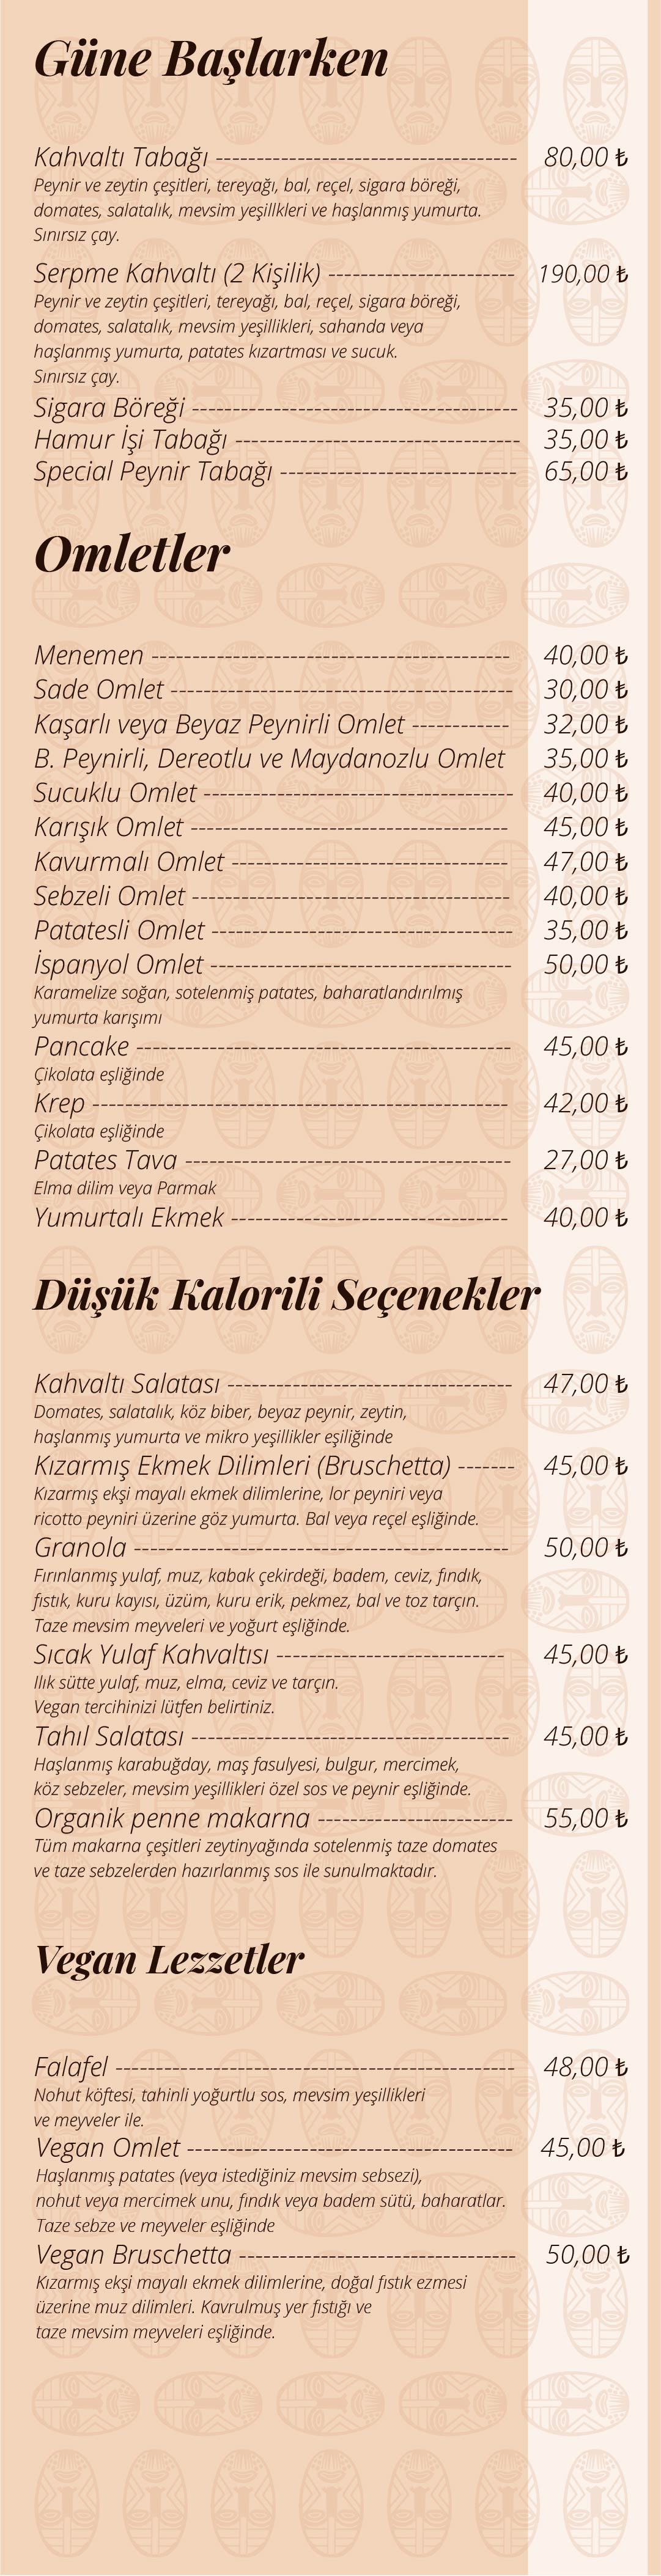 Güne Başlarken
Kahvaltı Tabağı ------------------------------------- 80,00 ₺
Peynir ve zeytin çeşitleri, tereyağı, bal, reçel, sigara böreği,
domates, salatalık, mevsim yeşillkleri ve haşlanmış yumurta.
Sınırsız çay.
Serpme Kahvaltı (2 Kişilik) ----------------------- 190,00 ₺
Peynir ve zeytin çeşitleri, tereyağı, bal, reçel, sigara böreği,
domates, salatalık, mevsim yeşillikleri, sahanda veya
haşlanmış yumurta, patates kızartması ve sucuk.
Sınırsız çay.
Sigara Böreği ---------------------------------------- 35,00 ₺
Hamur İşi Tabağı ----------------------------------- 35,00 ₺
Special Peynir Tabağı ----------------------------- 65,00 ₺
Omletler
Menemen -------------------------------------------- 40,00 ₺
Sade Omlet ------------------------------------------ 30,00 ₺
Kaşarlı veya Beyaz Peynirli Omlet ------------ 32,00 ₺
B. Peynirli, Dereotlu ve Maydanozlu Omlet 35,00 ₺
Sucuklu Omlet -------------------------------------- 40,00 ₺
Karışık Omlet --------------------------------------- 45,00 ₺
Kavurmalı Omlet ---------------------------------- 47,00 ₺
Sebzeli Omlet --------------------------------------- 40,00 ₺
Patatesli Omlet ------------------------------------- 35,00 ₺
İspanyol Omlet ------------------------------------- 50,00 ₺
Karamelize soğan, sotelenmiş patates, baharatlandırılmış
yumurta karışımı
Pancake ---------------------------------------------- 45,00 ₺
Çikolata eşliğinde
Krep --------------------------------------------------- 42,00 ₺
Çikolata eşliğinde
Patates Tava ---------------------------------------- 27,00 ₺
Elma dilim veya Parmak
Yumurtalı Ekmek ---------------------------------- 40,00 ₺
Düşük Kalorili Seçenekler
Kahvaltı Salatası ----------------------------------- 47,00 ₺
Domates, salatalık, köz biber, beyaz peynir, zeytin,
haşlanmış yumurta ve mikro yeşillikler eşiliğinde
Kızarmış Ekmek Dilimleri (Bruschetta) ------- 45,00 ₺
Kızarmış ekşi mayalı ekmek dilimlerine, lor peyniri veya
ricotto peyniri üzerine göz yumurta. Bal veya reçel eşliğinde.
Granola ---------------------------------------------- 50,00 ₺
Fırınlanmış yulaf, muz, kabak çekirdeği, badem, ceviz, fındık,
fıstık, kuru kayısı, üzüm, kuru erik, pekmez, bal ve toz tarçın.
Taze mevsim meyveleri ve yoğurt eşliğinde.
Sıcak Yulaf Kahvaltısı ---------------------------- 45,00 ₺
Ilık sütte yulaf, muz, elma, ceviz ve tarçın.
Vegan tercihinizi lütfen belirtiniz.
Tahıl Salatası --------------------------------------- 45,00 ₺
Haşlanmış karabuğday, maş fasulyesi, bulgur, mercimek,
köz sebzeler, mevsim yeşillikleri özel sos ve peynir eşliğinde.
Organik penne makarna ------------------------ 55,00 ₺
Tüm makarna çeşitleri zeytinyağında sotelenmiş taze domates
ve taze sebzelerden hazırlanmış sos ile sunulmaktadır.
Vegan Lezzetler
Falafel ------------------------------------------------- 48,00 ₺
Nohut köftesi, tahinli yoğurtlu sos, mevsim yeşillikleri
ve meyveler ile.
Vegan Omlet ---------------------------------------- 45,00 ₺
Haşlanmış patates (veya istediğiniz mevsim sebsezi),
nohut veya mercimek unu, fındık veya badem sütü, baharatlar.
Taze sebze ve meyveler eşliğinde
Vegan Bruschetta ---------------------------------- 50,00 ₺
Kızarmış ekşi mayalı ekmek dilimlerine, doğal fıstık ezmesi
üzerine muz dilimleri. Kavrulmuş yer fıstığı ve
taze mevsim meyveleri eşliğinde.